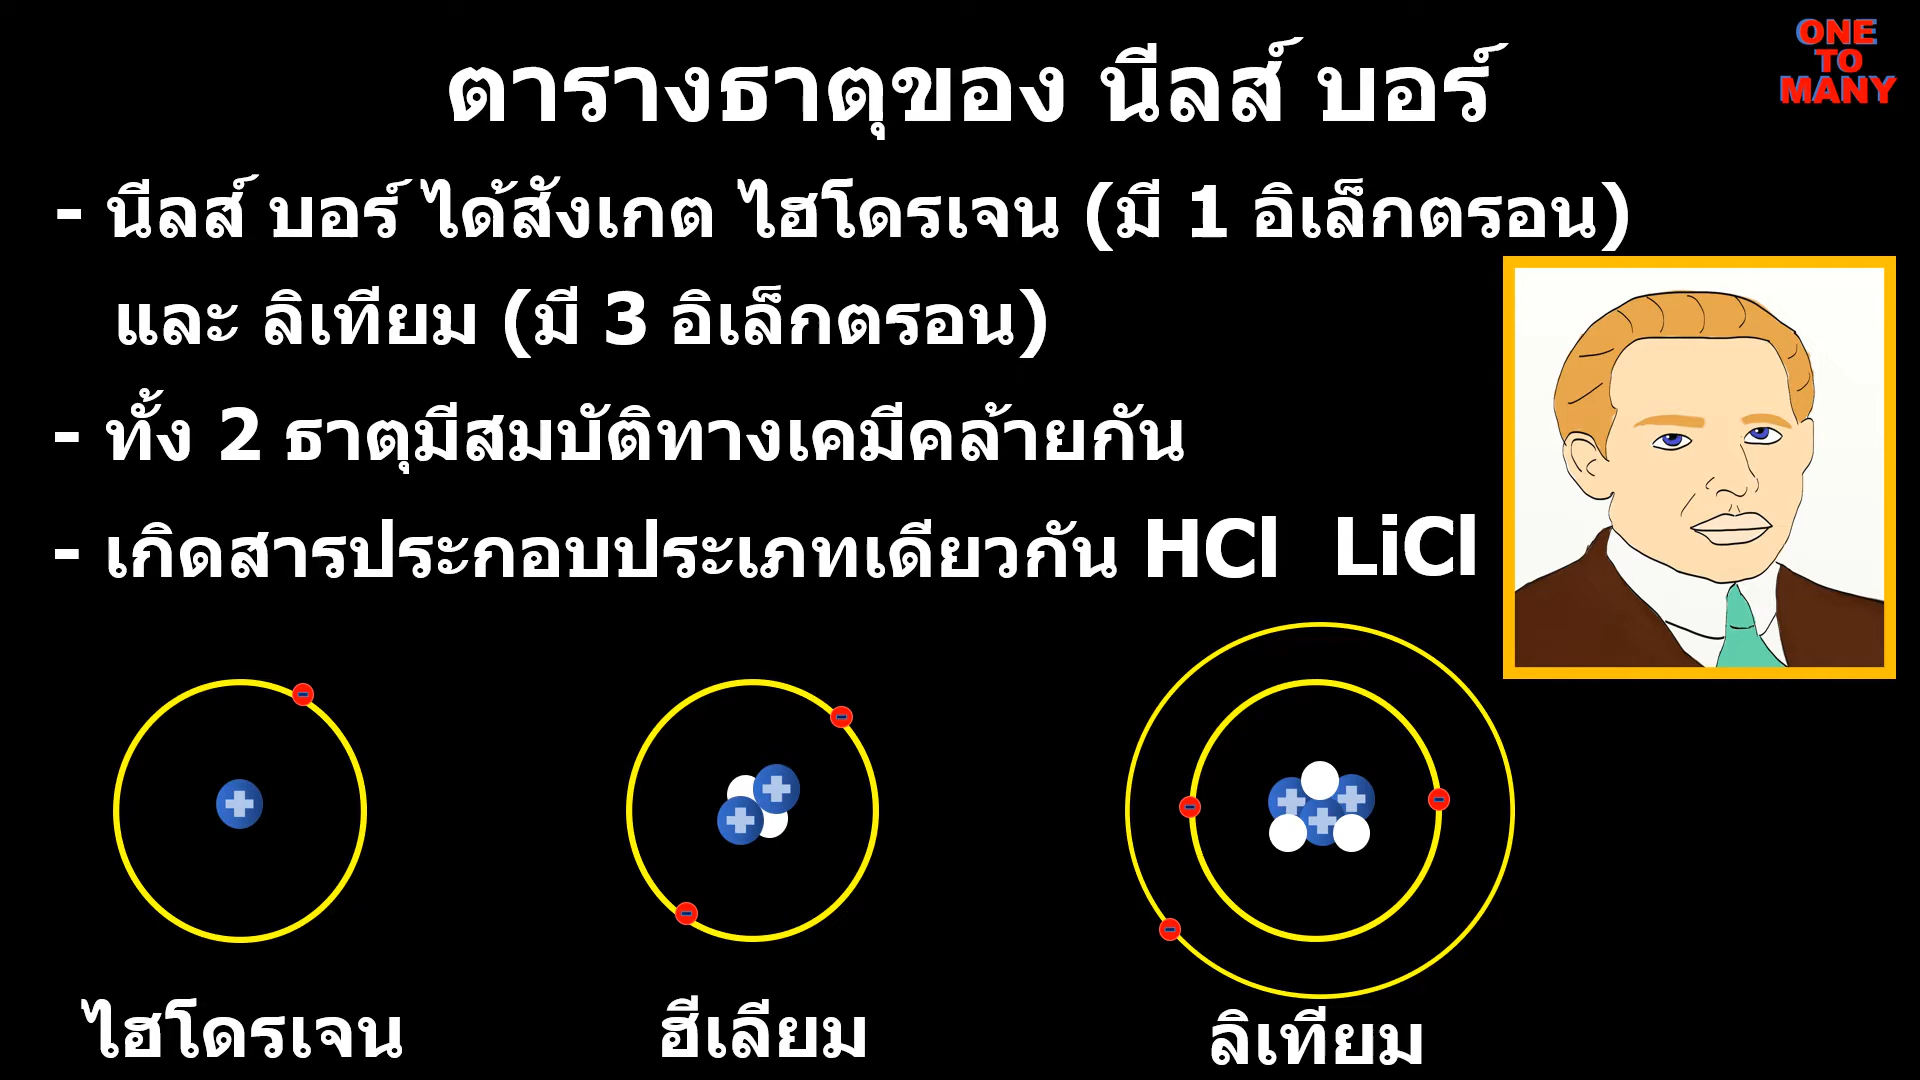 ONE
TO
MANY
ตารางธาตุของ นีลส์ บอร์
- นีลส์ บอร์ ได้สังเกต ไฮโดรเจน (มี 1 อิเล็กตรอน)
และ ลิเทียม (มี 3 อิเล็กตรอน)
- ทั้ง 2 ธาตุมีสมบัติทางเคมีคล้ายกัน
- เกิดสารประกอบประเภทเดียวกัน HCl LiCl
ไฮโดรเจน
ฮีเลียม
ลิเทียม